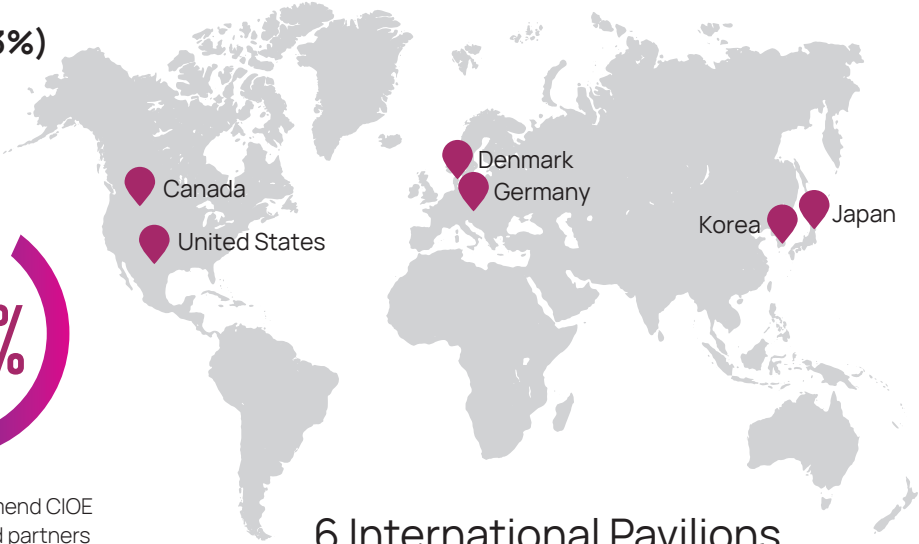 3%)
Canada
United States
Denmark
Germany
Korea
Japan
%
mend CIOE
d partners
6 International Pavilions